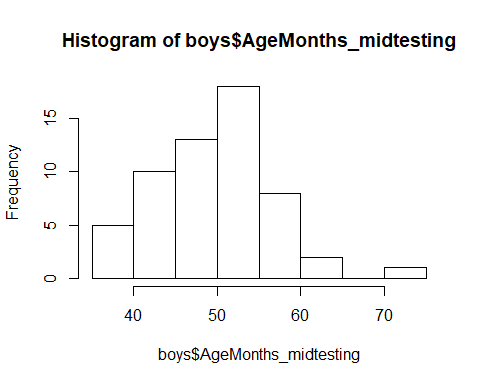 Histogram of boys$AgeMonths_midtesting
Frequency
15
10
5
0
40 50 60 70
boys$AgeMonths_midtesting